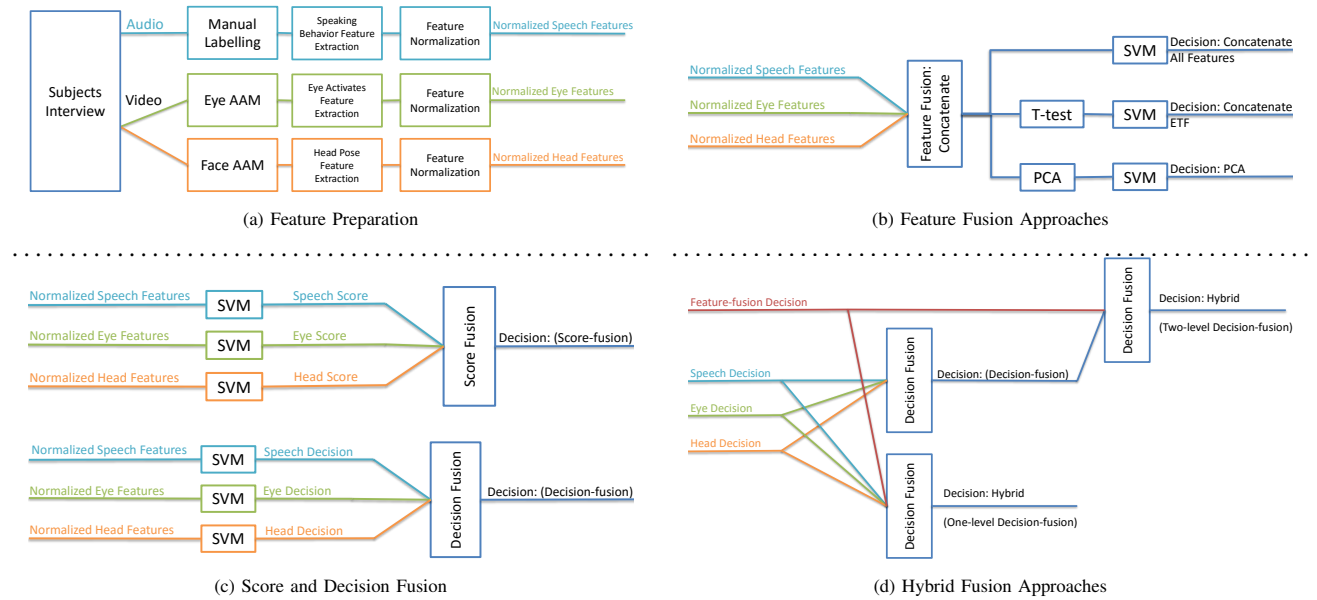 Subjects
Interview
Audio
Video
Manual
Labelling
Speaking
Behavior Feature
Extraction
Feature
Normalization
Normalized Speech Features
Eye AAM
Eye Activates
Feature
Extraction
Feature
Normalization
Normalized Eye Features
Face AAM
Head Pose
Feature
Extraction
Feature
Normalization
Normalized Head Features
(a) Feature Preparation
Normalized Speech Features
Normalized Eye Features
Normalized Head Features
Feature Fusion:
Concatenate
SVM
Decision: Concatenate
All Features
T-test
SVM
Decision: Concatenate
ETF
PCA
SVM
Decision: PCA
(b) Feature Fusion Approaches
Normalized Speech Features
SVM
Speech Score
Normalized Eye Features
SVM
Eye Score
Normalized Head Features
SVM
Head Score
Score Fusion
Decision: (Score-fusion)
Normalized Speech Features
SVM
Speech Decision
Normalized Eye Features
SVM
Eye Decision
Normalized Head Features
SVM
Head Decision
Decision Fusion
Decision: (Decision-fusion)
(c) Score and Decision Fusion
Feature-fusion Decision
Speech Decision
Eye Decision
Head Decision
Decision Fusion
Decision: (Decision-fusion)
Decision Fusion
Decision: Hybrid
(Two-level Decision-fusion)
Decision Fusion
Decision: Hybrid
(One-level Decision-fusion)
(d) Hybrid Fusion Approaches